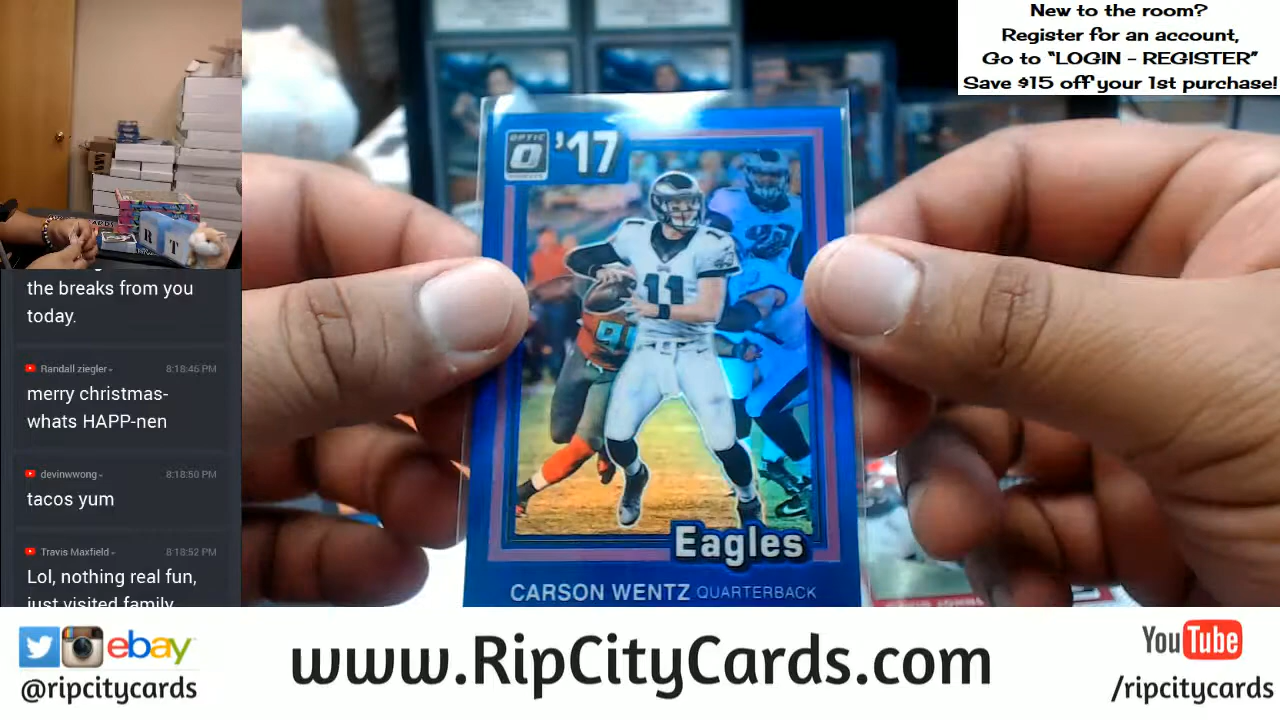 New to the room?
Register for an account,
Go to "LOGIN - REGISTER"
Save $15 off your 1st purchase!
OPTIC
'17
11
Eagles
CARSON WENTZ QUARTERBACK
R T
the breaks from you
today.
Randall ziegler
8:18:46 PM
merry christmas-
whats HAPP-nen
devinwwong
8:18:50 PM
tacos yum
Travis Maxfield
8:18:52 PM
Lol, nothing real fun,
just visited family
ebay
@ripcitycards
www.RipCityCards.com
YouTube
/ripcitycards